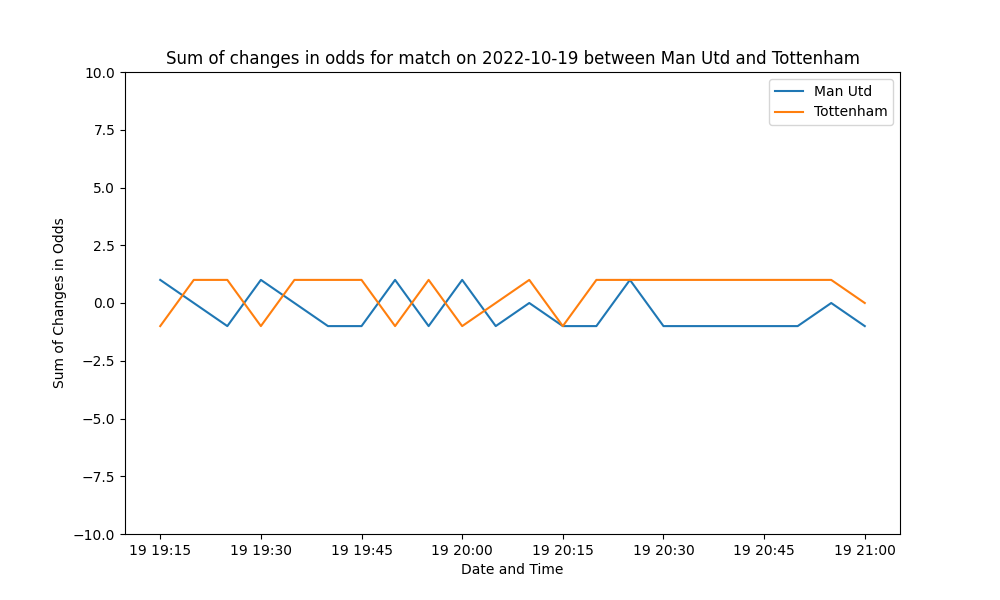 Sum of changes in odds for match on 2022-10-19 between Man Utd and Tottenham
Man Utd
Tottenham
Sum of Changes in Odds
10.0
7.5
5.0
2.5
0.0
−2.5
−5.0
−7.5
−10.0
19 19:15 19 19:30 19 19:45 19 20:00 19 20:15 19 20:30 19 20:45 19 21:00
Date and Time